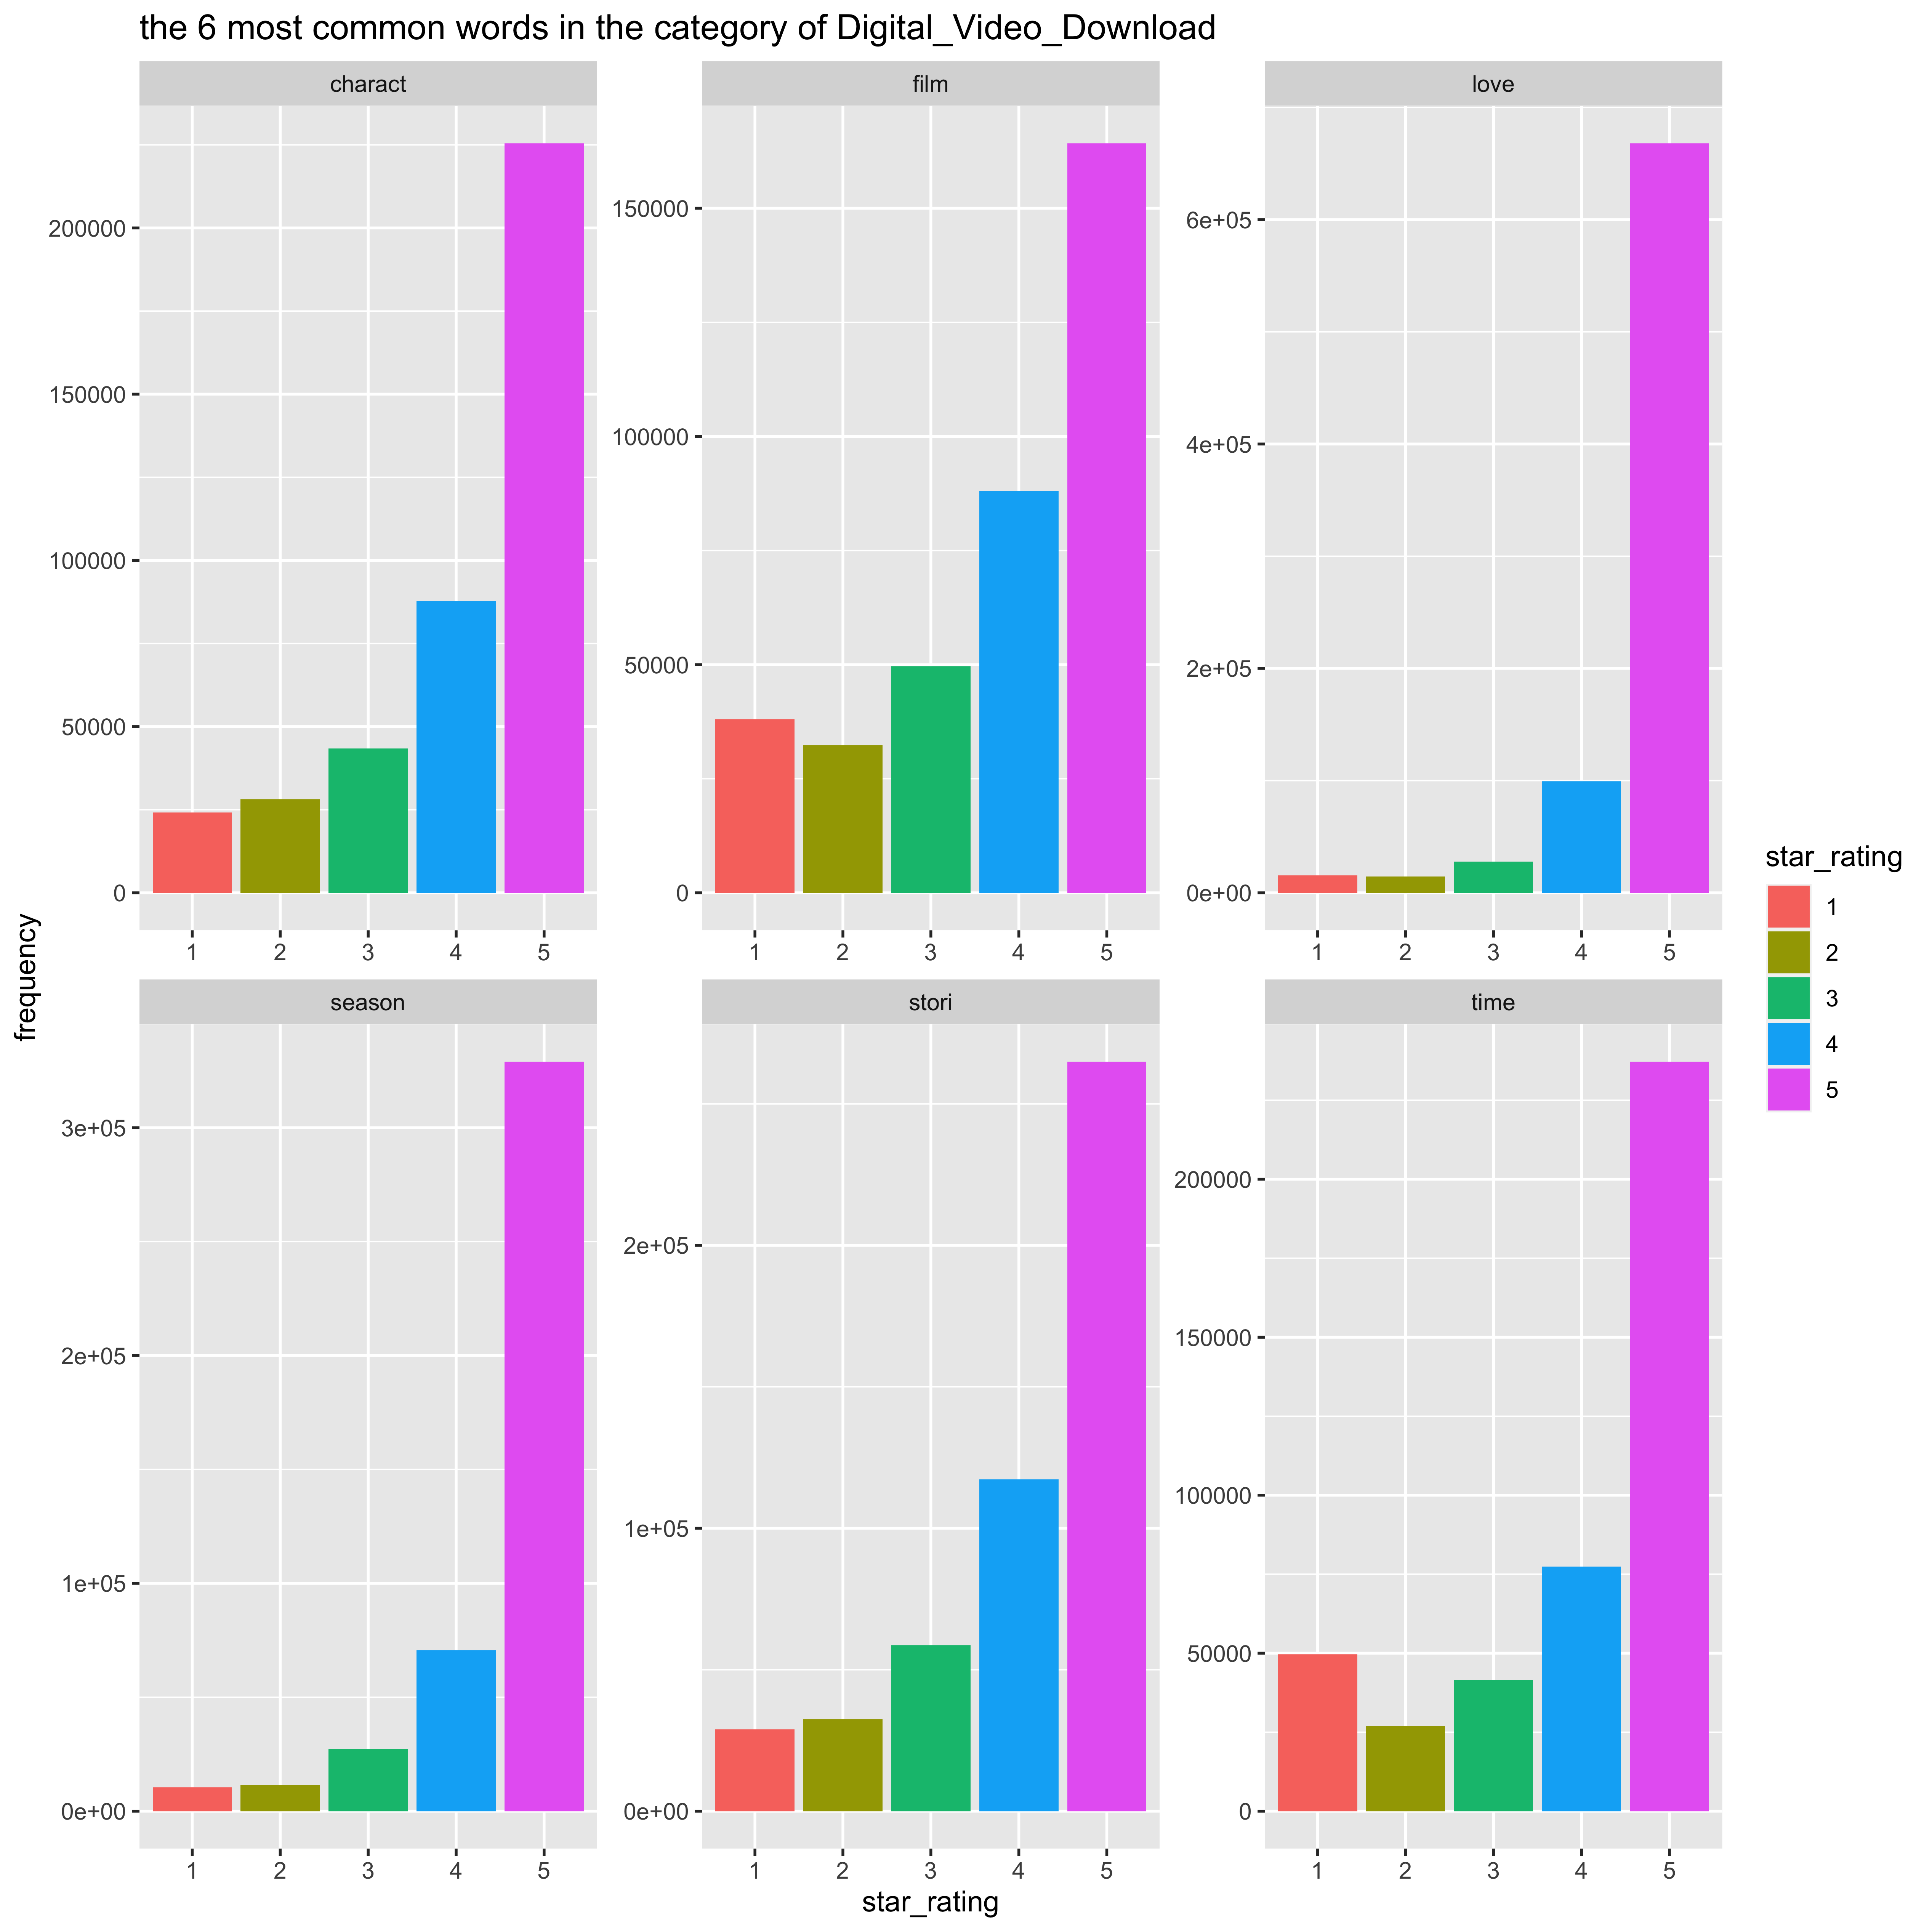 the 6 most common words in the category of Digital_Video_Download
charact
film
love
200000
150000
100000
50000
0
150000
100000
50000
0
6e+05
4e+05
2e+05
0e+00
1 2 3 4 5
1 2 3 4 5
1 2 3 4 5
frequency
season
stori
time
3e+05
2e+05
1e+05
0e+00
2e+05
1e+05
0e+00
200000
150000
100000
50000
0
1 2 3 4 5
1 2 3 4 5
1 2 3 4 5
star_rating
star_rating
1
2
3
4
5